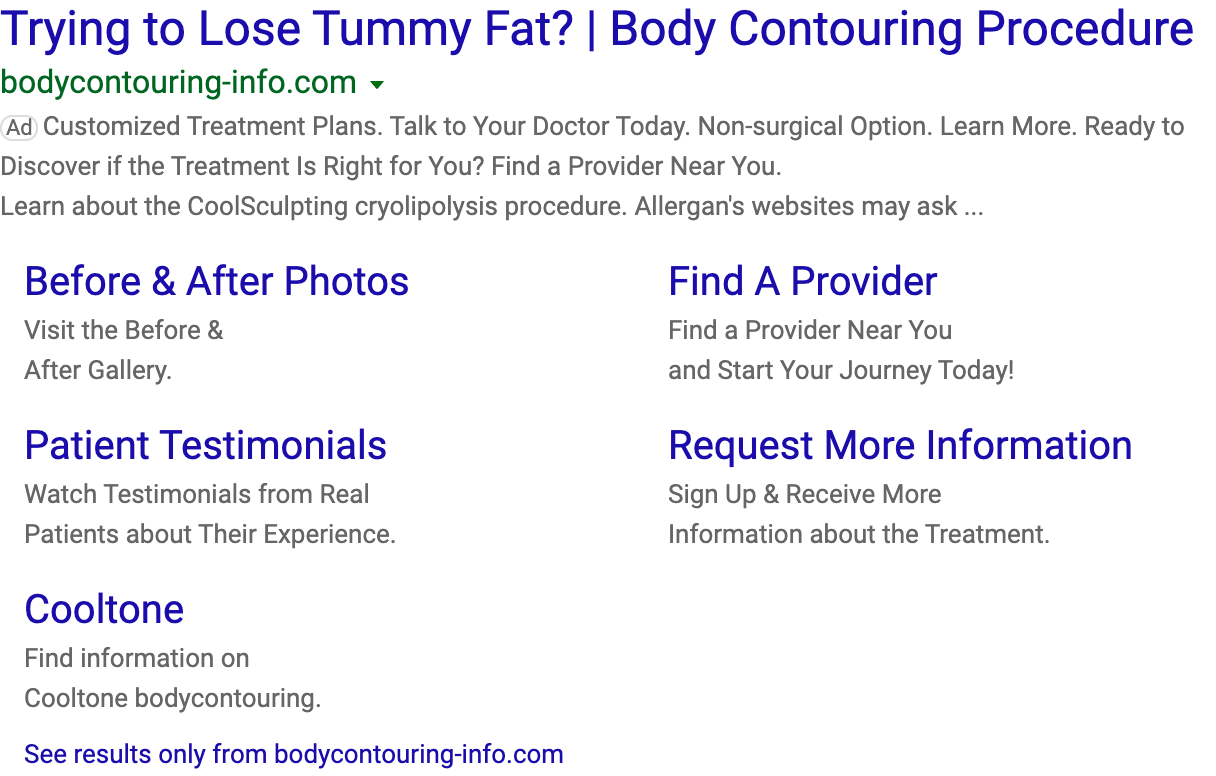 Trying to Lose Tummy Fat? | Body Contouring Procedure
bodycontouring-info.com
Ad Customized Treatment Plans. Talk to Your Doctor Today. Non-surgical Option. Learn More. Ready to
Discover if the Treatment Is Right for You? Find a Provider Near You.
Learn about the CoolSculpting cryolipolysis procedure. Allergan's websites may ask ...
Before & After Photos
Visit the Before &
After Gallery.
Find A Provider
Find a Provider Near You
and Start Your Journey Today!
Patient Testimonials
Watch Testimonials from Real
Patients about Their Experience.
Request More Information
Sign Up & Receive More
Information about the Treatment.
Cooltone
Find information on
Cooltone bodycontouring.
See results only from bodycontouring-info.com